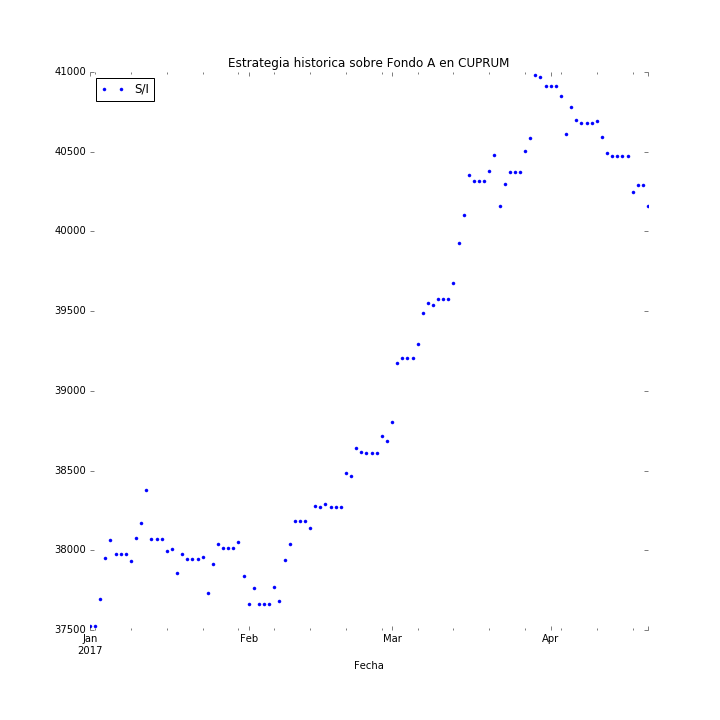 Estrategia historica sobre Fondo A en CUPRUM
S/I
41000
40500
40000
39500
39000
38500
38000
37500
Jan
2017
Feb
Mar
Apr
Fecha